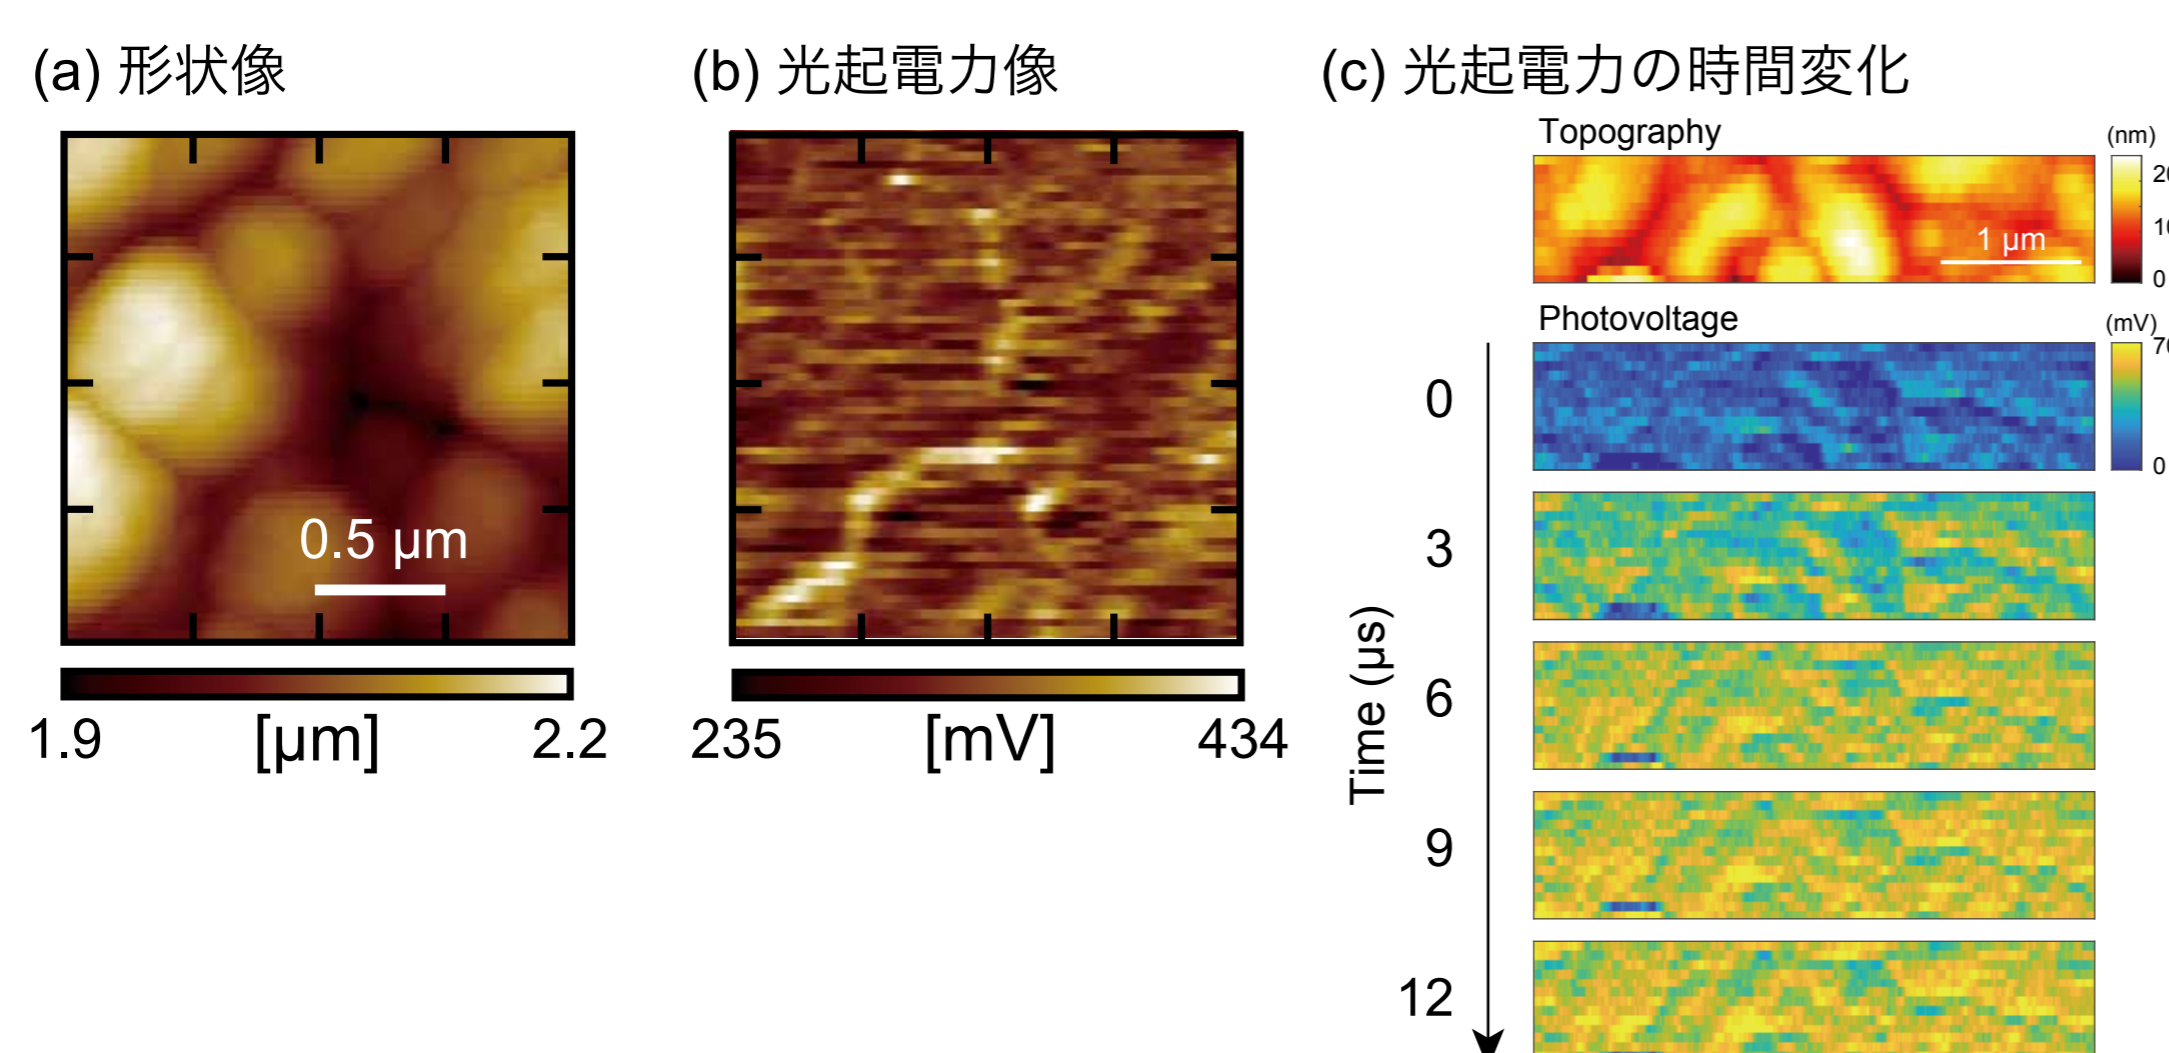 (a) 形状像
0.5 μm
1.9 [μm] 2.2
(b) 光起電力像
235 [mV] 434
(c) 光起電力の時間変化
Topography
(nm)
1 μm
0
Photovoltage
(mV)
0
Time (μs)
0
3
6
9
12